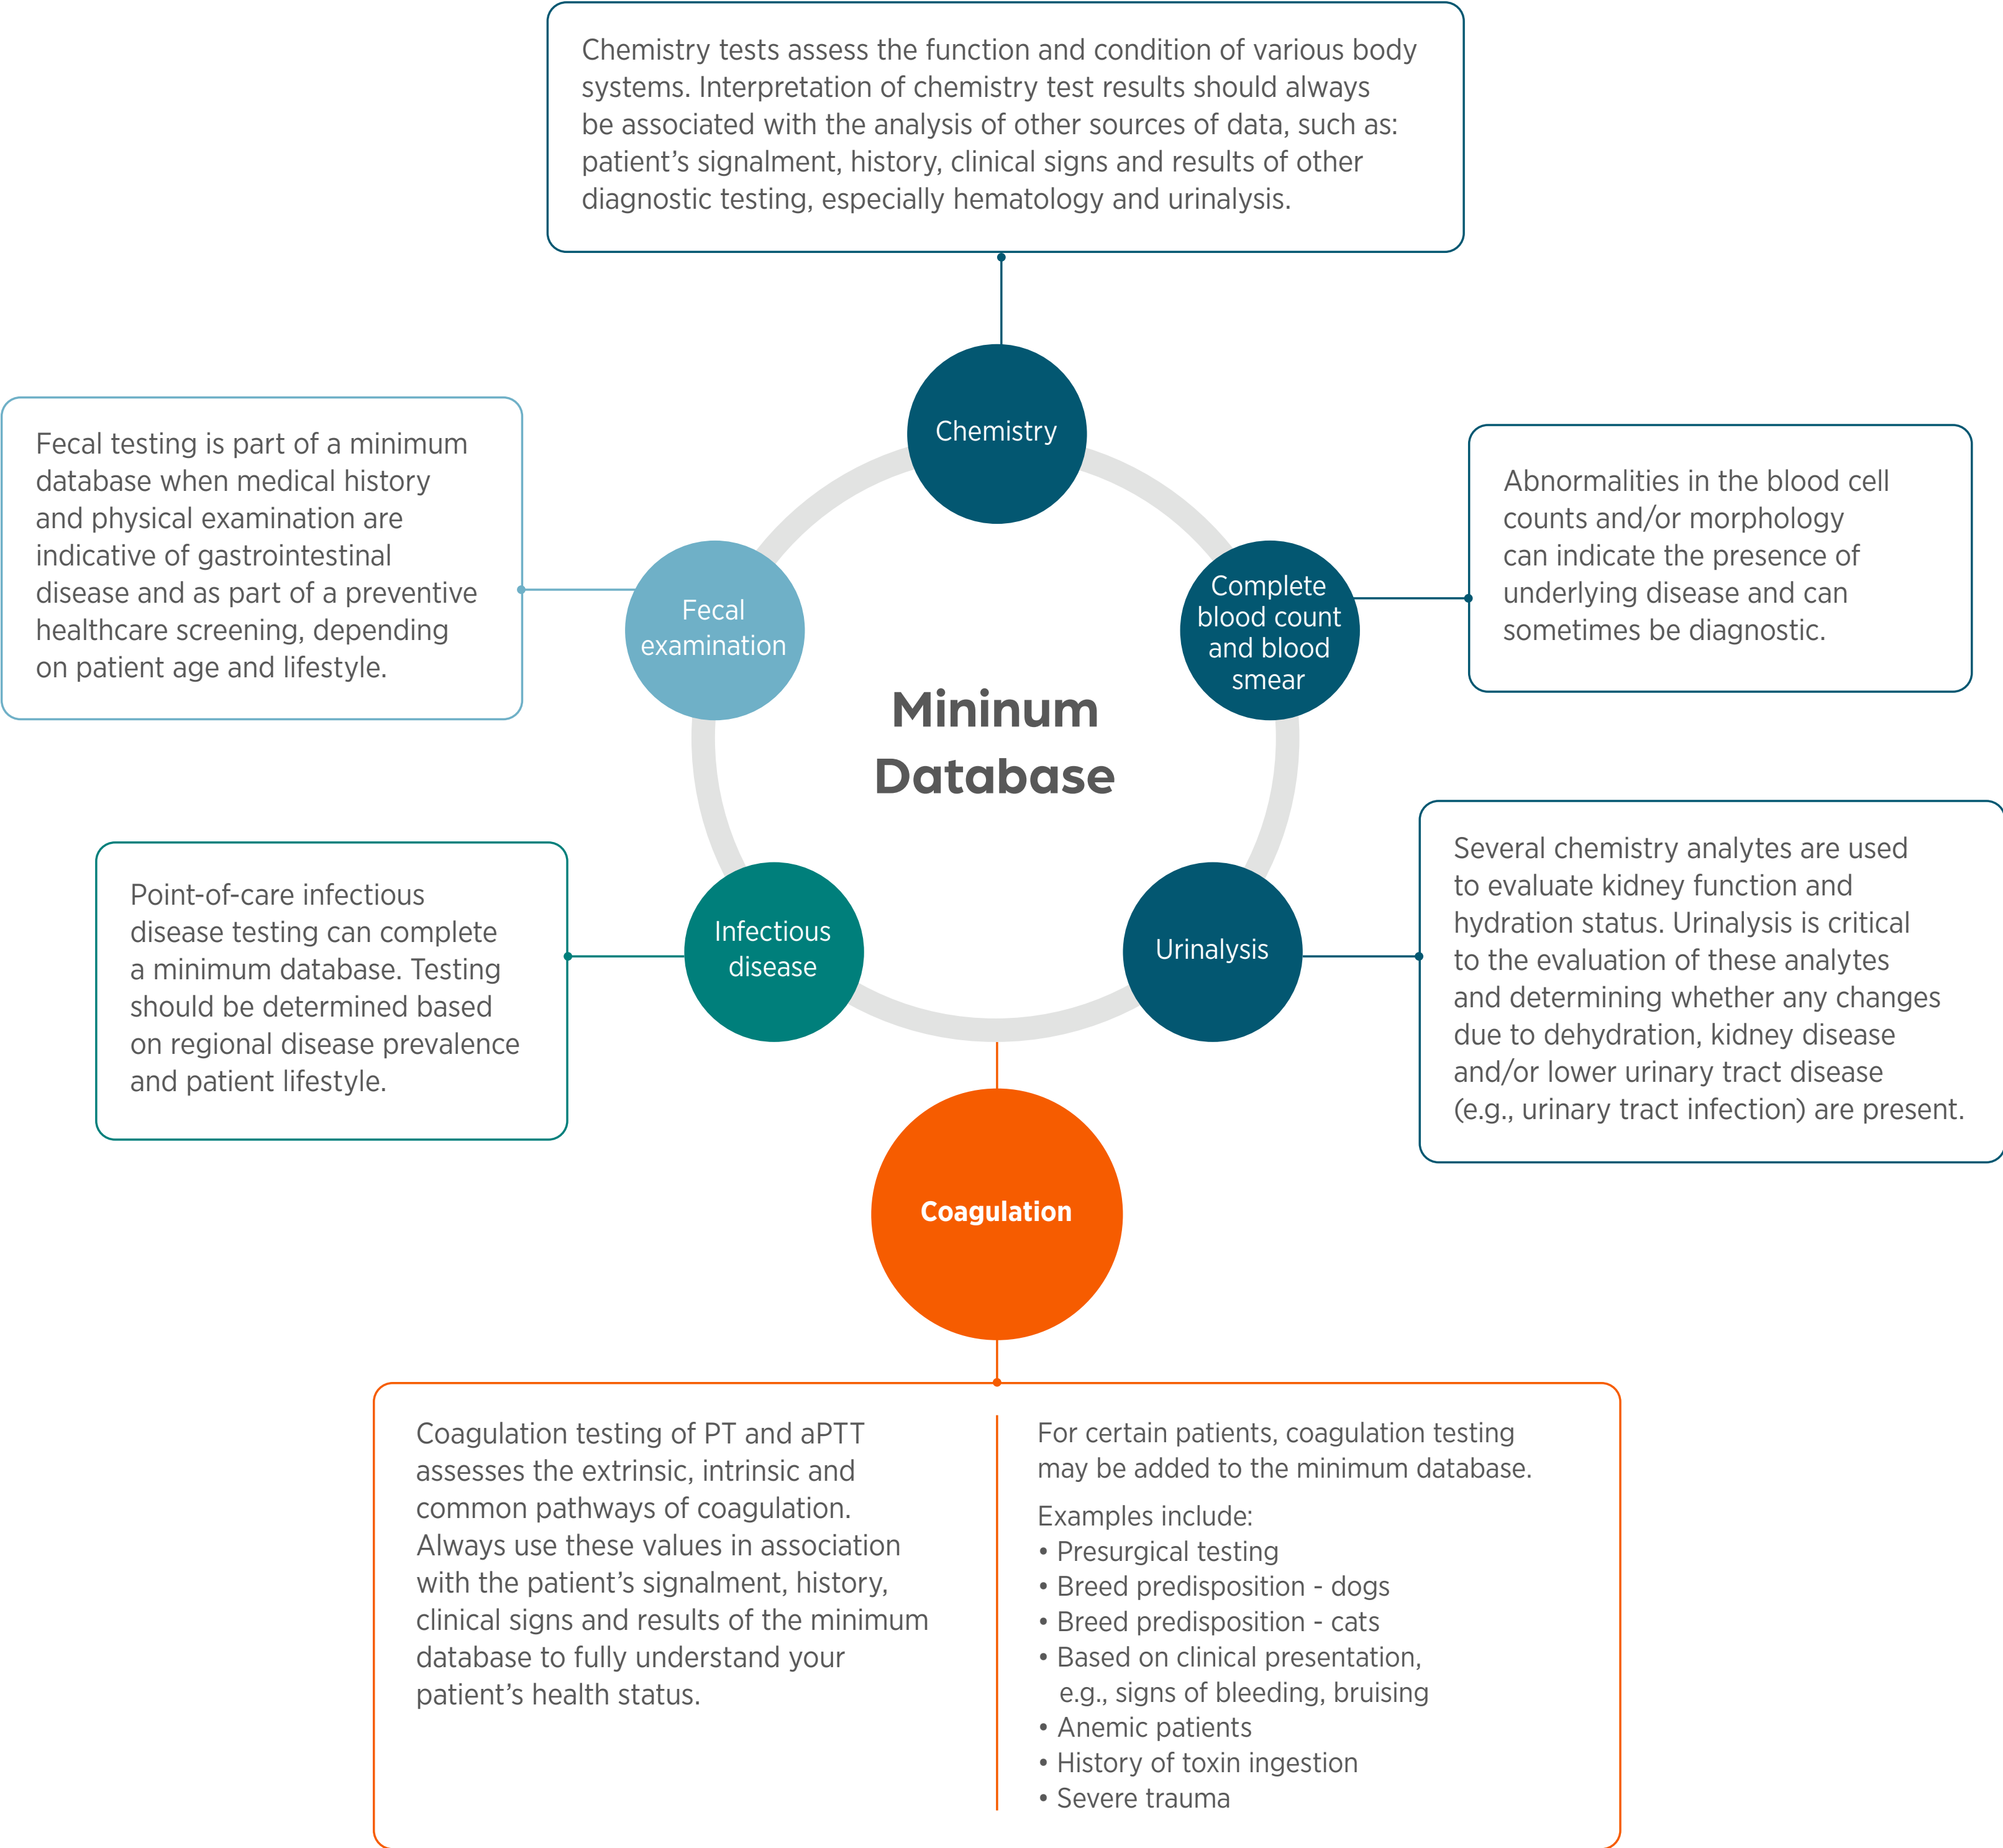 Chemistry tests assess the function and condition of various body
systems. Interpretation of chemistry test results should always
be associated with the analysis of other sources of data, such as:
patient’s signalment, history, clinical signs and results of other
diagnostic testing, especially hematology and urinalysis.
Chemistry
Fecal testing is part of a minimum
database when medical history
and physical examination are
indicative of gastrointestinal
disease and as part of a preventive
healthcare screening, depending
on patient age and lifestyle.
Fecal
examination
Complete
blood count
and blood
smear
Abnormalities in the blood cell
counts and/or morphology
can indicate the presence of
underlying disease and can
sometimes be diagnostic.
Mininum
Database
Point-of-care infectious
disease testing can complete
a minimum database. Testing
should be determined based
on regional disease prevalence
and patient lifestyle.
Infectious
disease
Urinalysis
Several chemistry analytes are used
to evaluate kidney function and
hydration status. Urinalysis is critical
to the evaluation of these analytes
and determining whether any changes
due to dehydration, kidney disease
and/or lower urinary tract disease
(e.g., urinary tract infection) are present.
Coagulation
Coagulation testing of PT and aPTT
assesses the extrinsic, intrinsic and
common pathways of coagulation.
Always use these values in association
with the patient’s signalment, history,
clinical signs and results of the minimum
database to fully understand your
patient’s health status.
For certain patients, coagulation testing
may be added to the minimum database.
Examples include:
• Presurgical testing
• Breed predisposition - dogs
• Breed predisposition - cats
• Based on clinical presentation,
e.g., signs of bleeding, bruising
• Anemic patients
• History of toxin ingestion
• Severe trauma